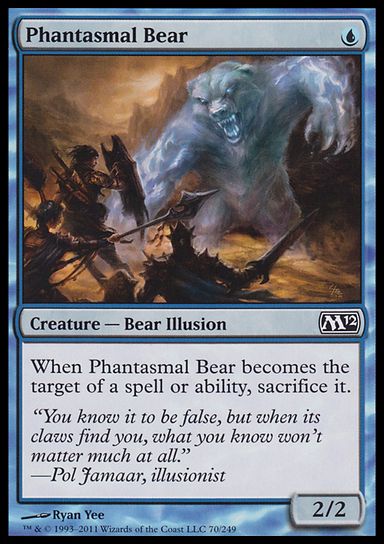 Phantasmal Bear
Creature — Bear Illusion
M12
When Phantasmal Bear becomes the
target of a spell or ability, sacrifice it.
“You know it to be false, but when its
claws find you, what you know won’t
matter much at all.”
—Pol Jamaar, illusionist
2/2
Ryan Yee
™ & © 1993–2011 Wizards of the Coast LLC 70/249